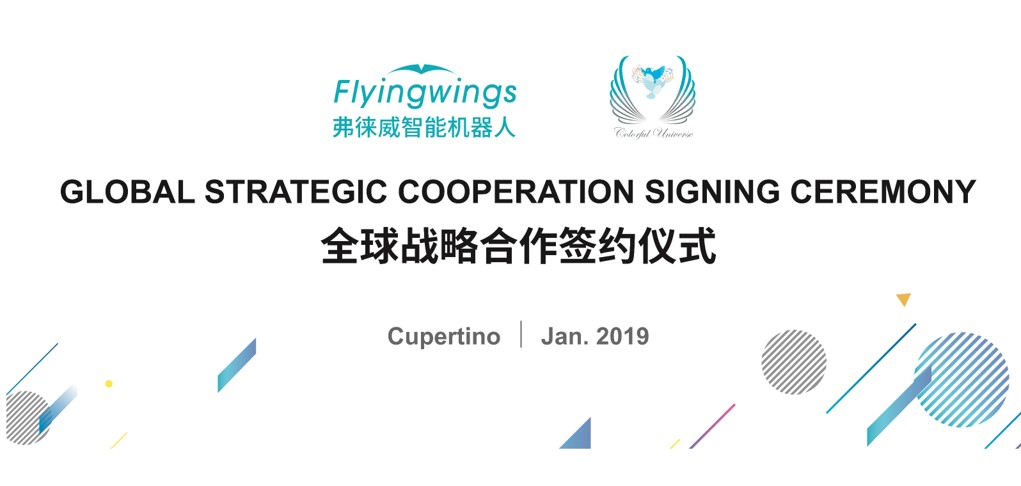 Flyingwings
弗徕威智能机器人
Colorful Universe
GLOBAL STRATEGIC COOPERATION SIGNING CEREMONY
全球战略合作签约仪式
Cupertino | Jan. 2019